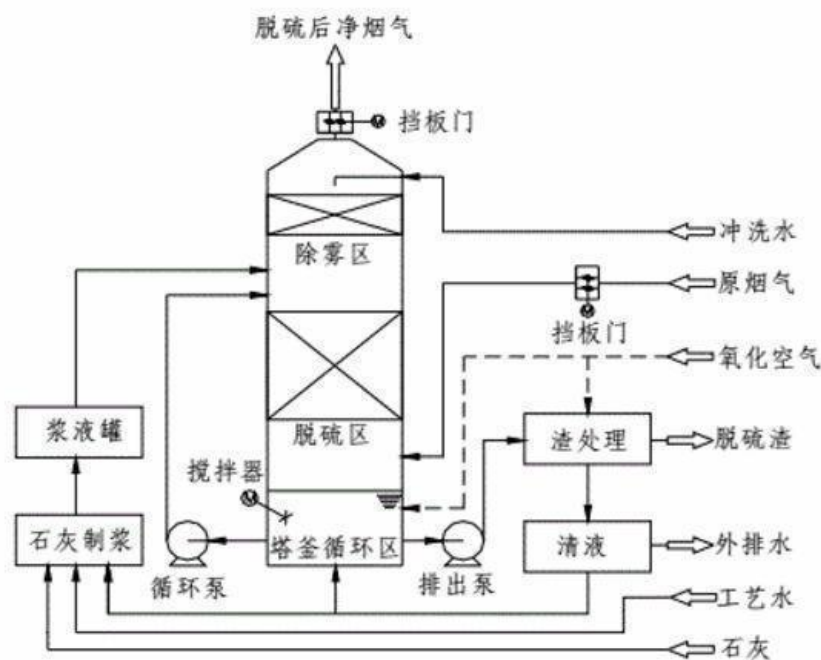 脱硫后净烟气
挡板门
冲洗水
除雾区
原烟气
挡板门
氧化空气
浆液罐
脱硫区
渣处理
脱硫渣
搅拌器
石灰制浆
塔釜循环区
清液
外排水
循环泵
排出泵
工艺水
石灰